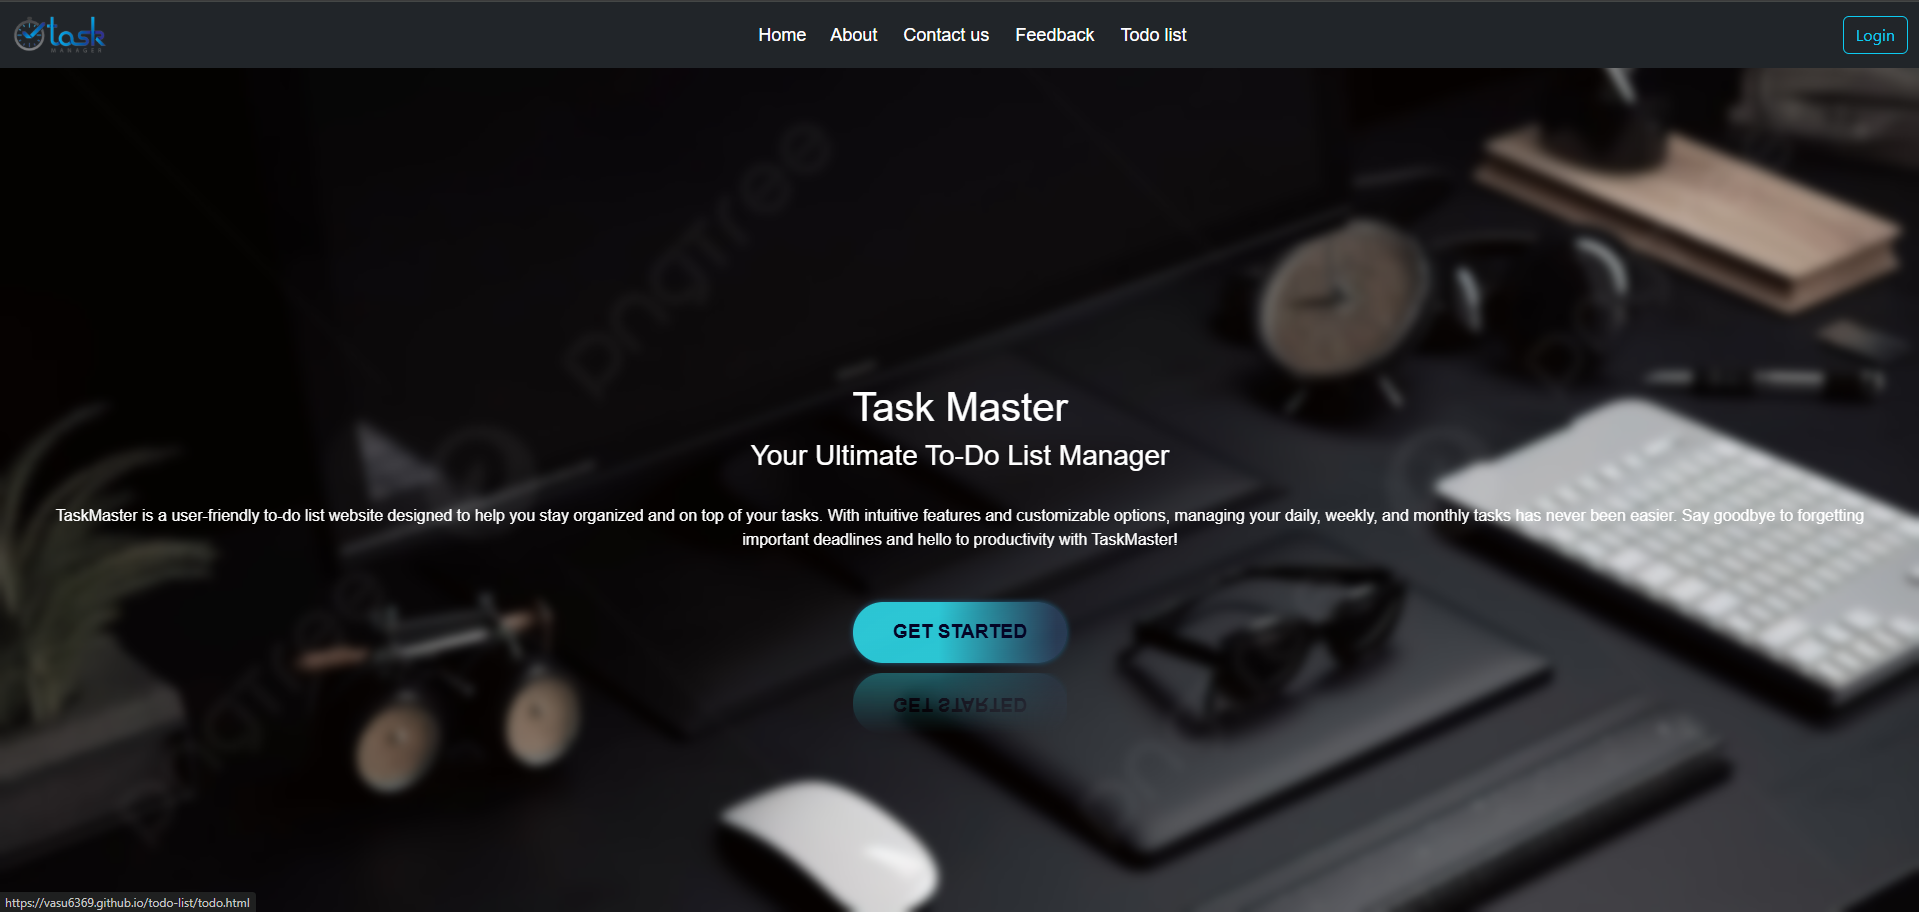 task
MANAGER
Home
About
Contact us
Feedback
Todo list
Login
pngtree
Task Master
Your Ultimate To-Do List Manager
TaskMaster is a user-friendly to-do list website designed to help you stay organized and on top of your tasks. With intuitive features and customizable options, managing your daily, weekly, and monthly tasks has never been easier. Say goodbye to forgetting
important deadlines and hello to productivity with TaskMaster!
GET STARTED
GET STARTED
pngtree
https://vasu6369.github.io/todo-list/todo.html